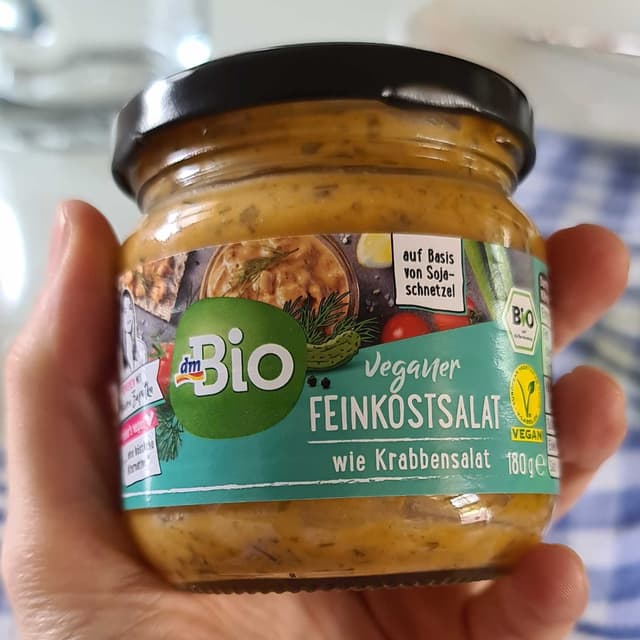 auf Basis
von Soja-
schnetzel
BIO
dm
Bio
Veganer
FEINKOSTSALAT
wie Krabbensalat
180g e
VEGAN